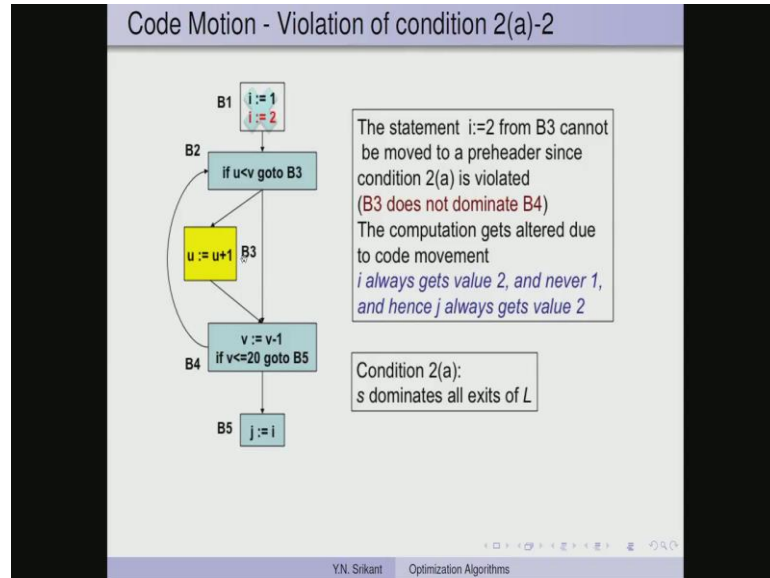 Code Motion - Violation of condition 2(a)-2
B1
i := 1
i := 2
B2
if u<v goto B3
u := u+1
B3
v := v-1
if v<=20 goto B5
B4
B5
j := i
The statement i:=2 from B3 cannot
be moved to a preheader since
condition 2(a) is violated
(B3 does not dominate B4)
The computation gets altered due
to code movement
i always gets value 2, and never 1,
and hence j always gets value 2
Condition 2(a):
s dominates all exits of L
Y.N. Srikant Optimization Algorithms